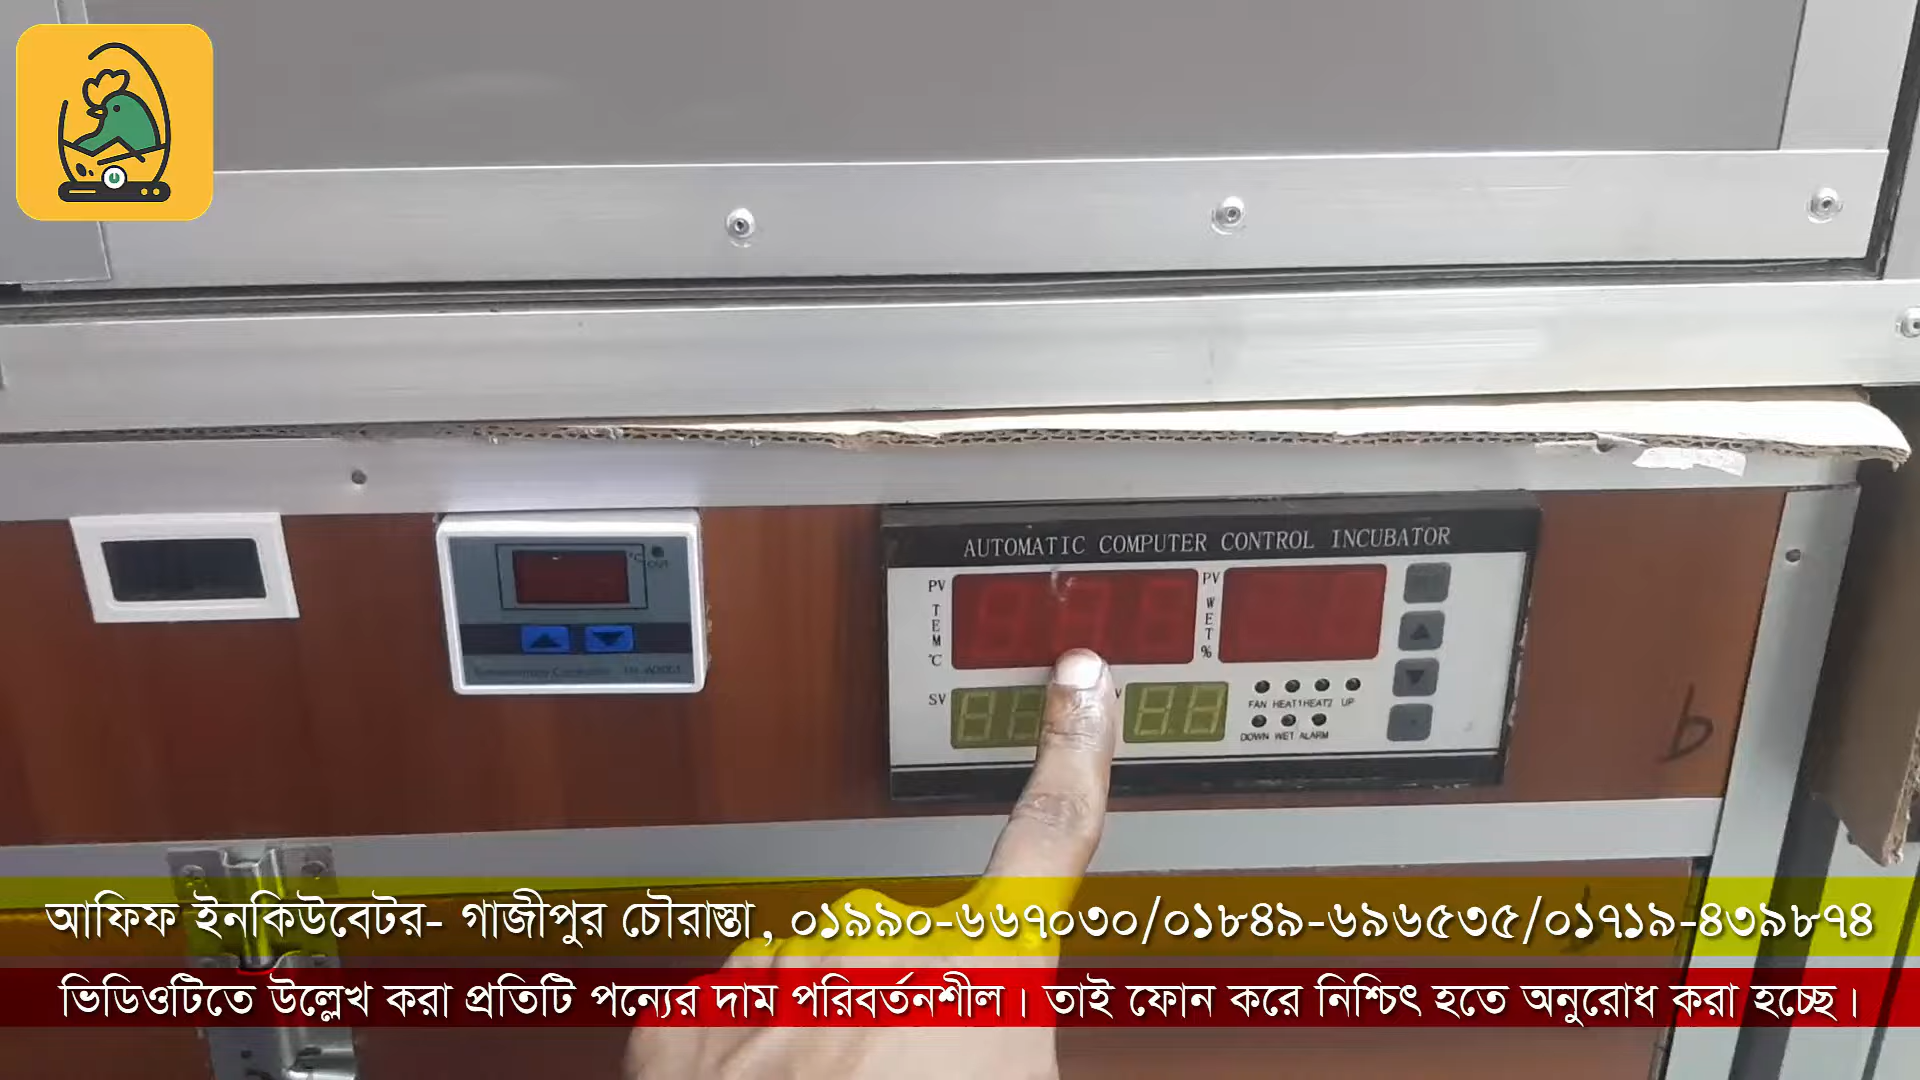 AUTOMATIC COMPUTER CONTROL INCUBATOR
PV
TEM
°C
PV
WET
%
SV
V
FAN HEAT1 HEAT2 UP
DOWN WET ALARM
°C
OUT
b
আফিফ ইনকিউবেটর- গাজীপুর চৌরাস্তা, ০১৯৯০-৬৬৭০৩০/০১৮৪৯-৬৯৬৫৩৫/০১৭১৯-৪৩৯৮৭৪
ভিডিওটিতে উল্লেখ করা প্রতিটি পন্যের দাম পরিবর্তনশীল। তাই ফোন করে নিশ্চিৎ হতে অনুরোধ করা হচ্ছে।